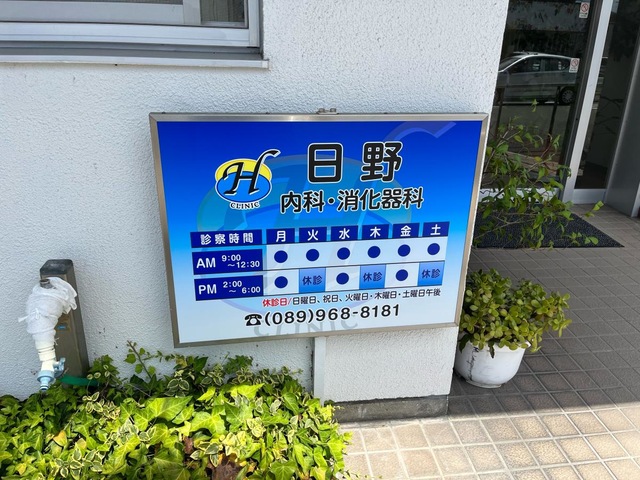 H
CLINIC
日野
内科・消化器科
診察時間 月 火 水 木 金 土
AM 9:00～12:30 ● ● ● ● ● ●
PM 2:00～6:00 ● 休診 ● 休診 ● 休診
休診日/日曜日、祝日、火曜日・木曜日・土曜日午後
☎(089)968-8181
CLINIC